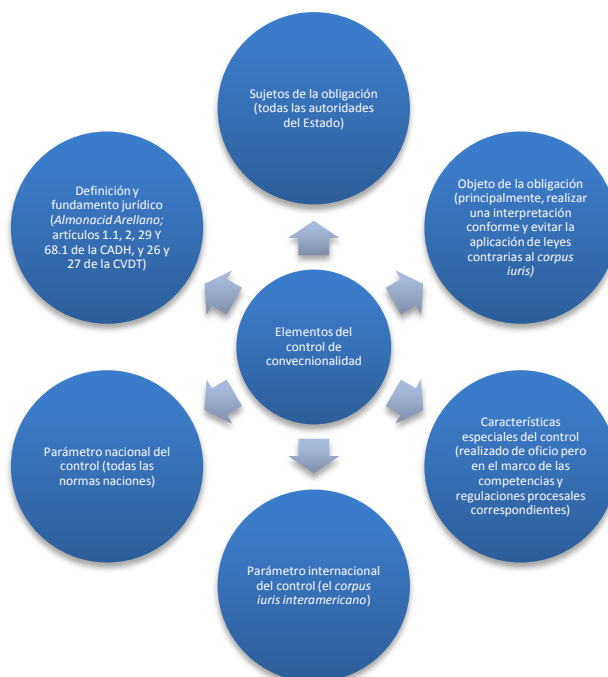 Sujetos de la obligación
(todas las autoridades
del Estado)
Definición y
fundamento jurídico
(Almonacid Arellano;
artículos 1.1, 2, 29 Y
68.1 de la CADH, y 26 y
27 de la CVDT)
Objeto de la obligación
(principalmente, realizar
una interpretación
conforme y evitar la
aplicación de leyes
contrarias al corpus
iuris)
Elementos del
control de
convecnionalidad
Parámetro nacional del
control (todas las
normas naciones)
Características
especiales del control
(realizado de oficio pero
en el marco de las
competencias y
regulaciones procesales
correspondientes)
Parámetro internacional
del control (el corpus
iuris interamericano)